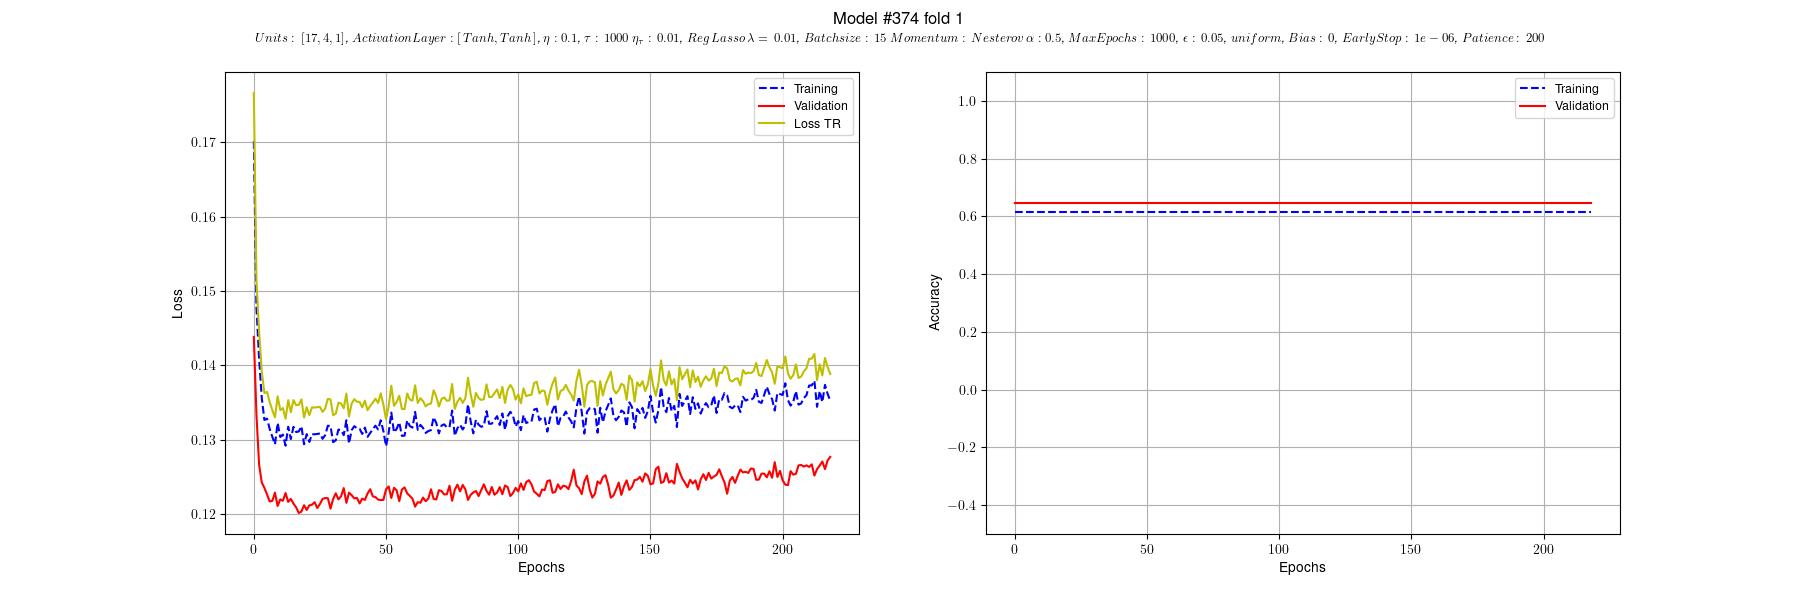 Model #374 fold 1
Units : [17, 4, 1], ActivationLayer : [Tanh, Tanh], η : 0.1, τ : 1000 ητ : 0.01, Reg Lasso λ = 0.01, Batchsize : 15 Momentum : Nesterov α : 0.5, MaxEpochs : 1000, ϵ : 0.05, uniform, Bias : 0, EarlyStop : 1e − 06, Patience : 200
Training
Validation
Loss TR
0.17
0.16
0.15
0.14
0.13
0.12
Loss
0
50
100
150
200
Epochs
Training
Validation
1.0
0.8
0.6
0.4
0.2
0.0
−0.2
−0.4
Accuracy
0
50
100
150
200
Epochs